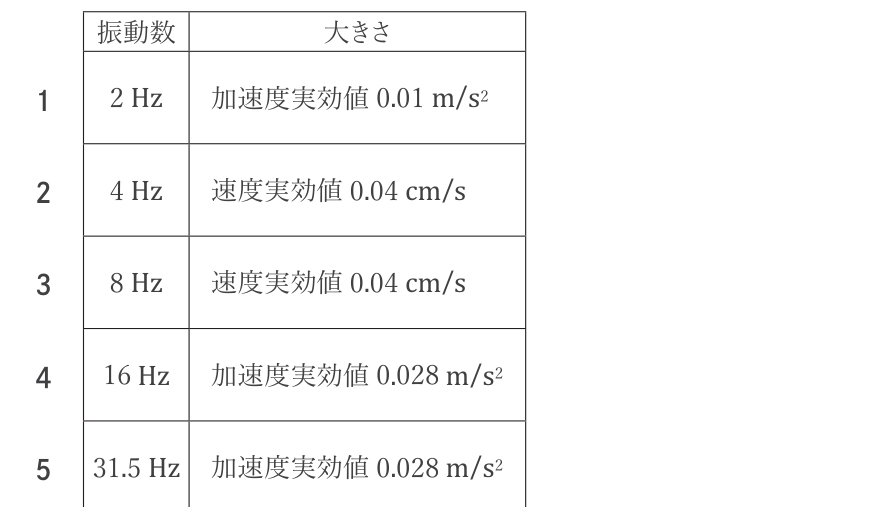 振動数 大きさ
1 2 Hz 加速度実効値 0.01 m/s²
2 4 Hz 速度実効値 0.04 cm/s
3 8 Hz 速度実効値 0.04 cm/s
4 16 Hz 加速度実効値 0.028 m/s²
5 31.5 Hz 加速度実効値 0.028 m/s²